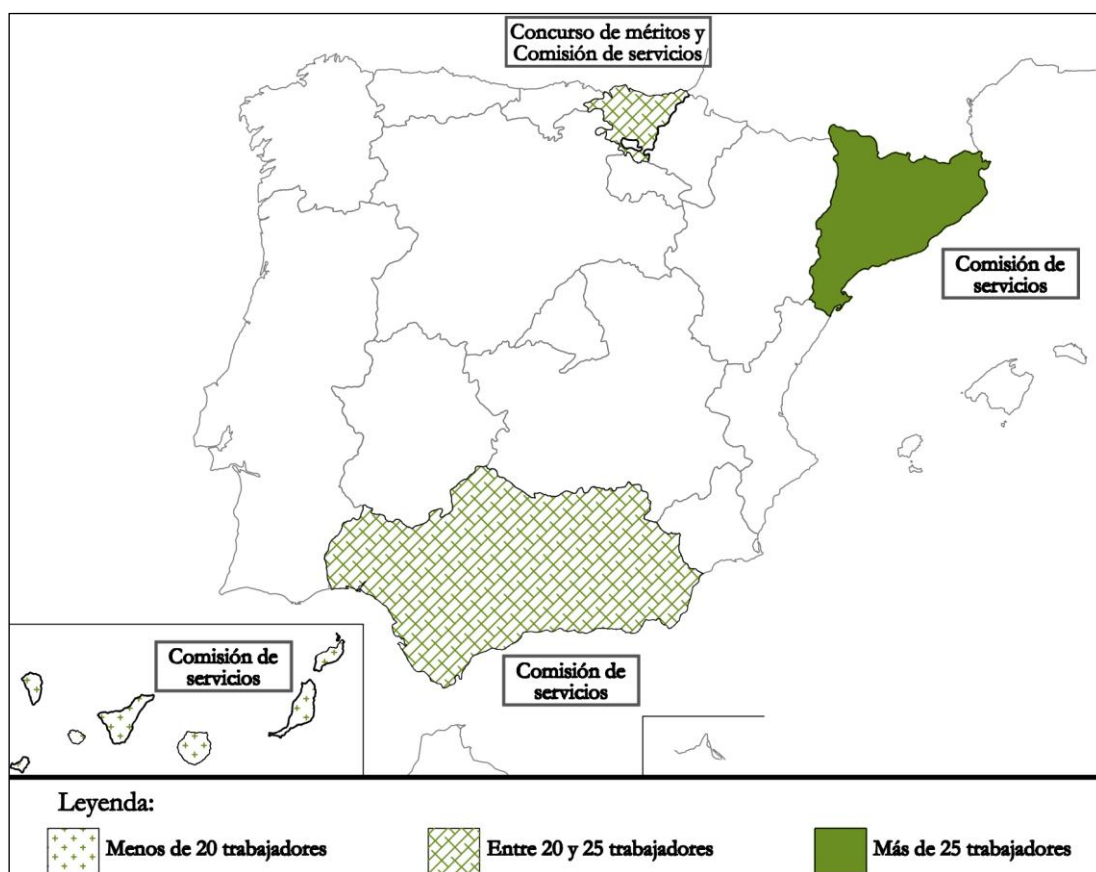 Concurso de méritos y
Comisión de servicios
Comisión de
servicios
Comisión de
servicios
Comisión de
servicios
Leyenda:
Menos de 20 trabajadores
Entre 20 y 25 trabajadores
Más de 25 trabajadores